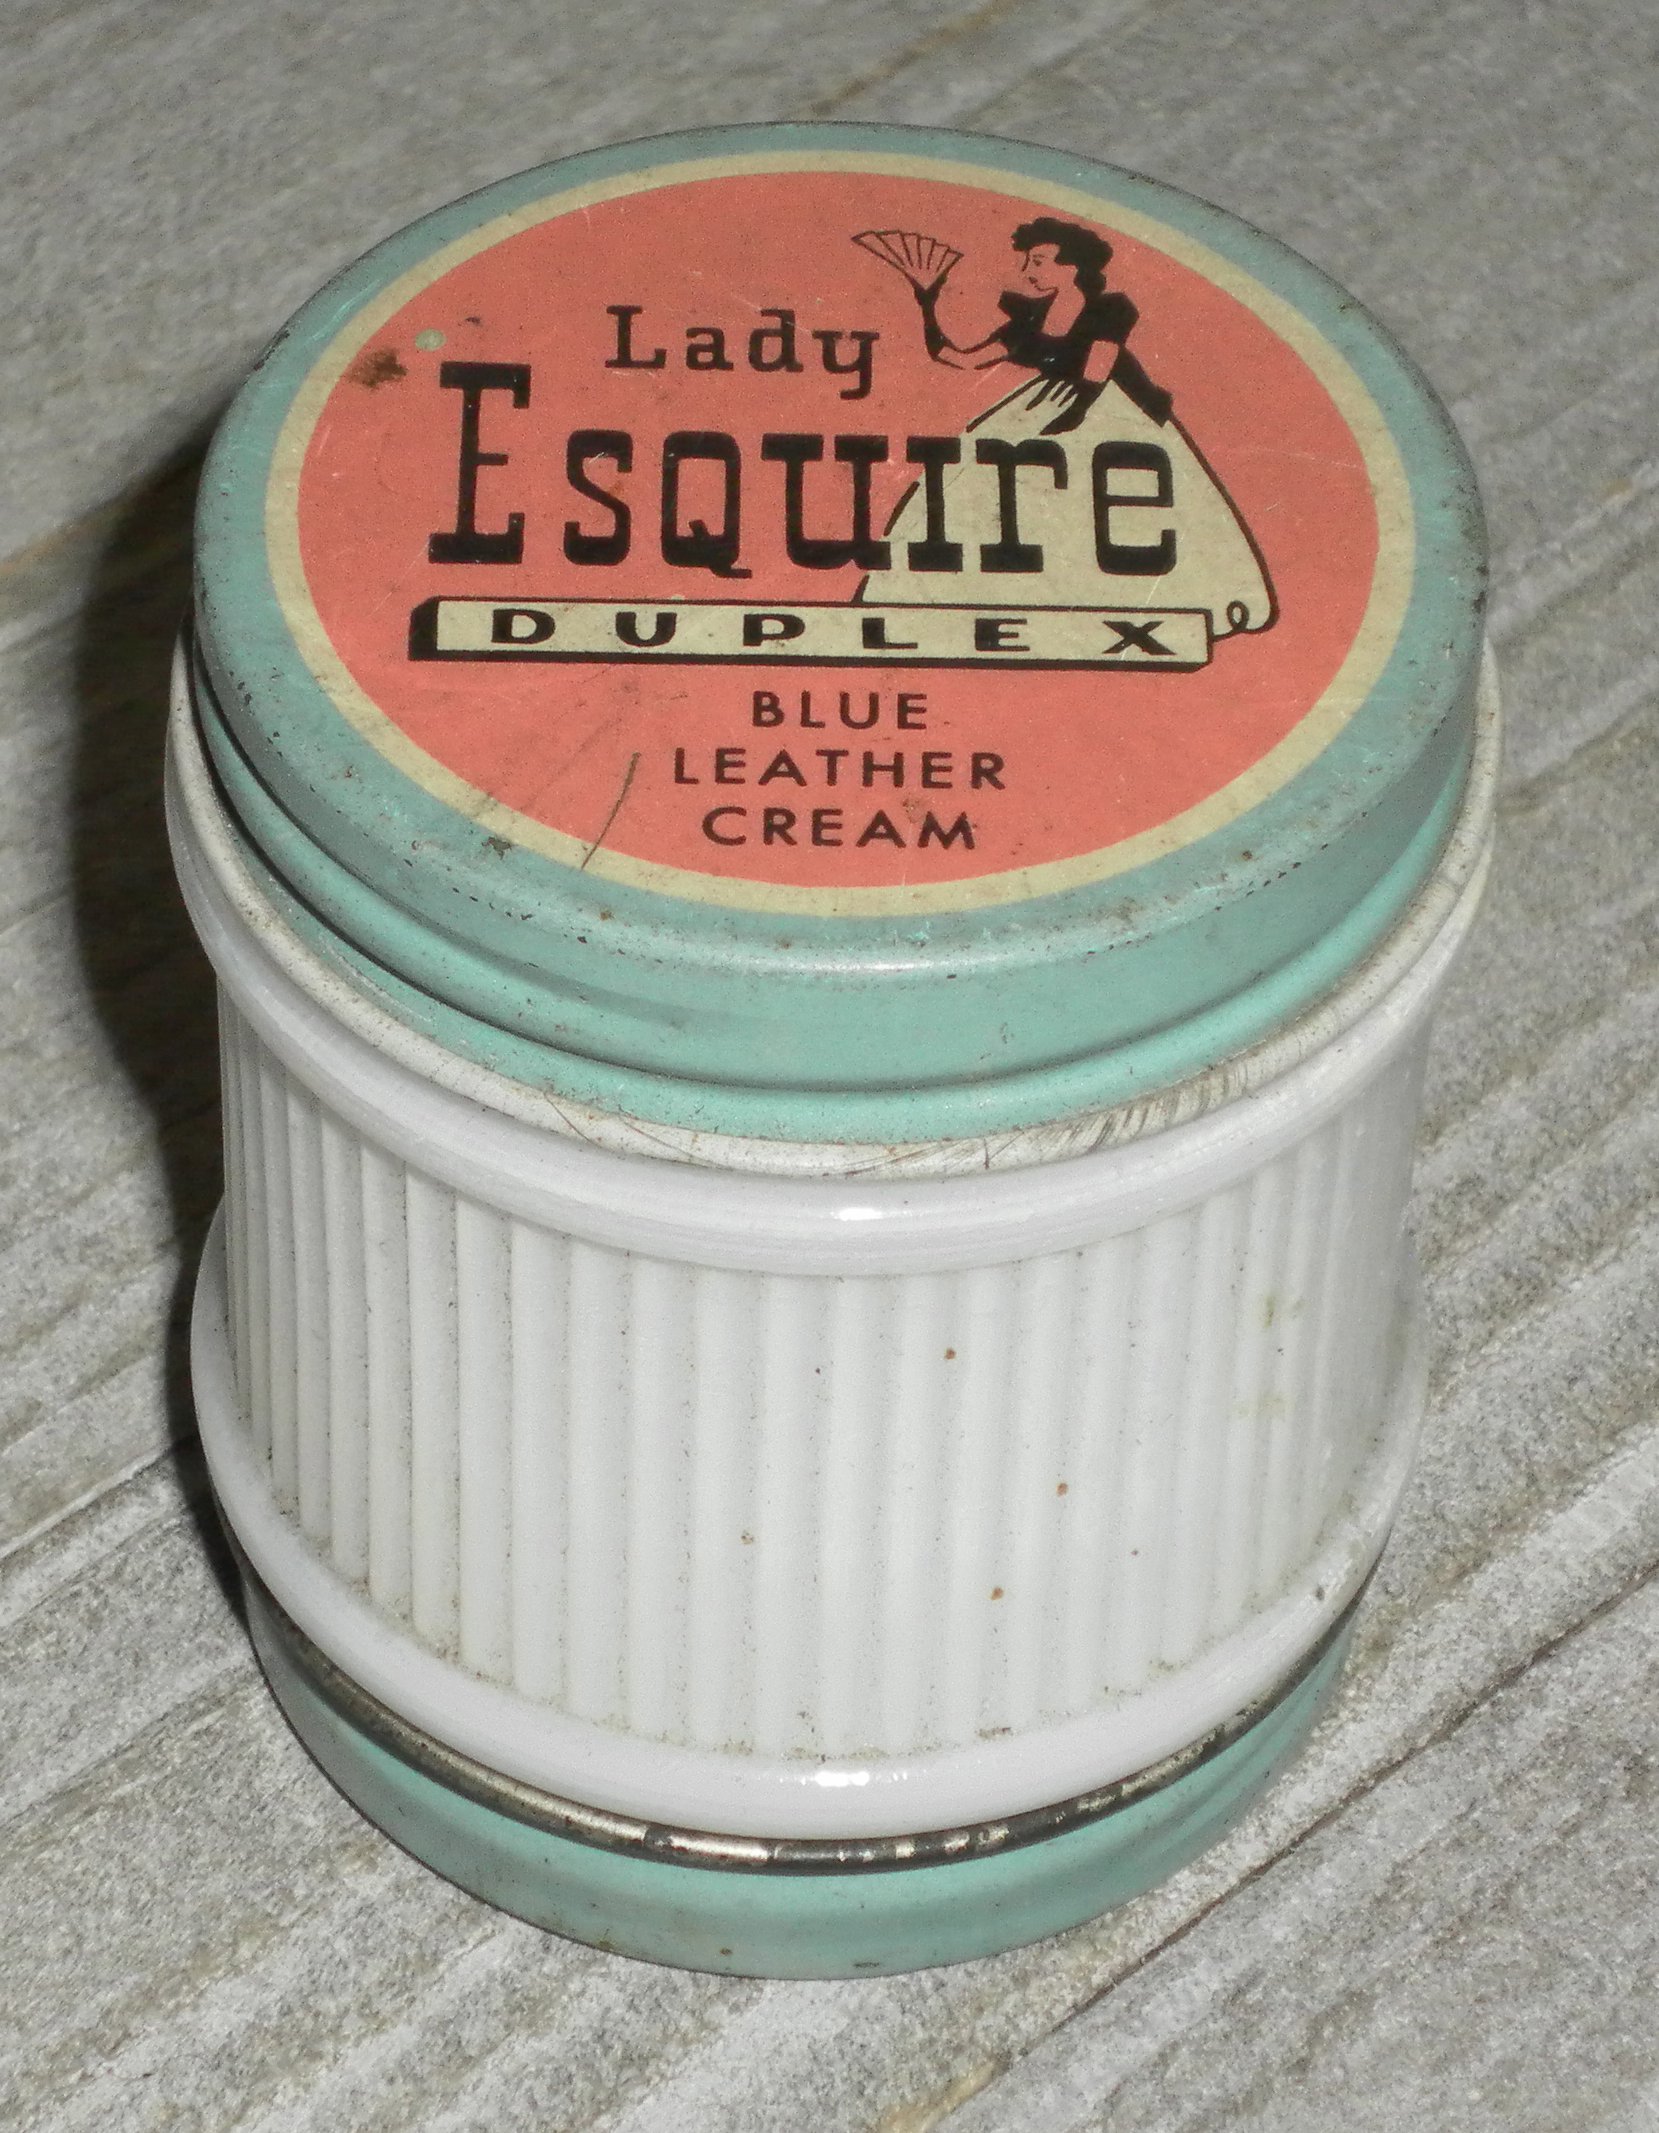 Lady
Esquire
DUPLEX
BLUE
LEATHER
CREAM